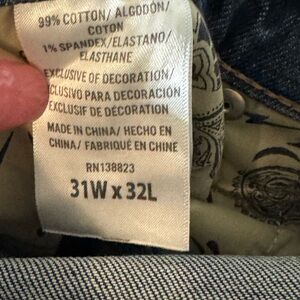 99% COTTON/ ALGODÓN/
COTON
1% SPANDEX/ELASTANO/
ELASTHANE
EXCLUSIVE OF DECORATION/
CLUSIVO PARA DECORACIÓN
EXCLUSIF DE DÉCORATION
MADE IN CHINA/ HECHO EN
CHINA/ FABRIQUÉ EN CHINE
RN138823
31W x 32L